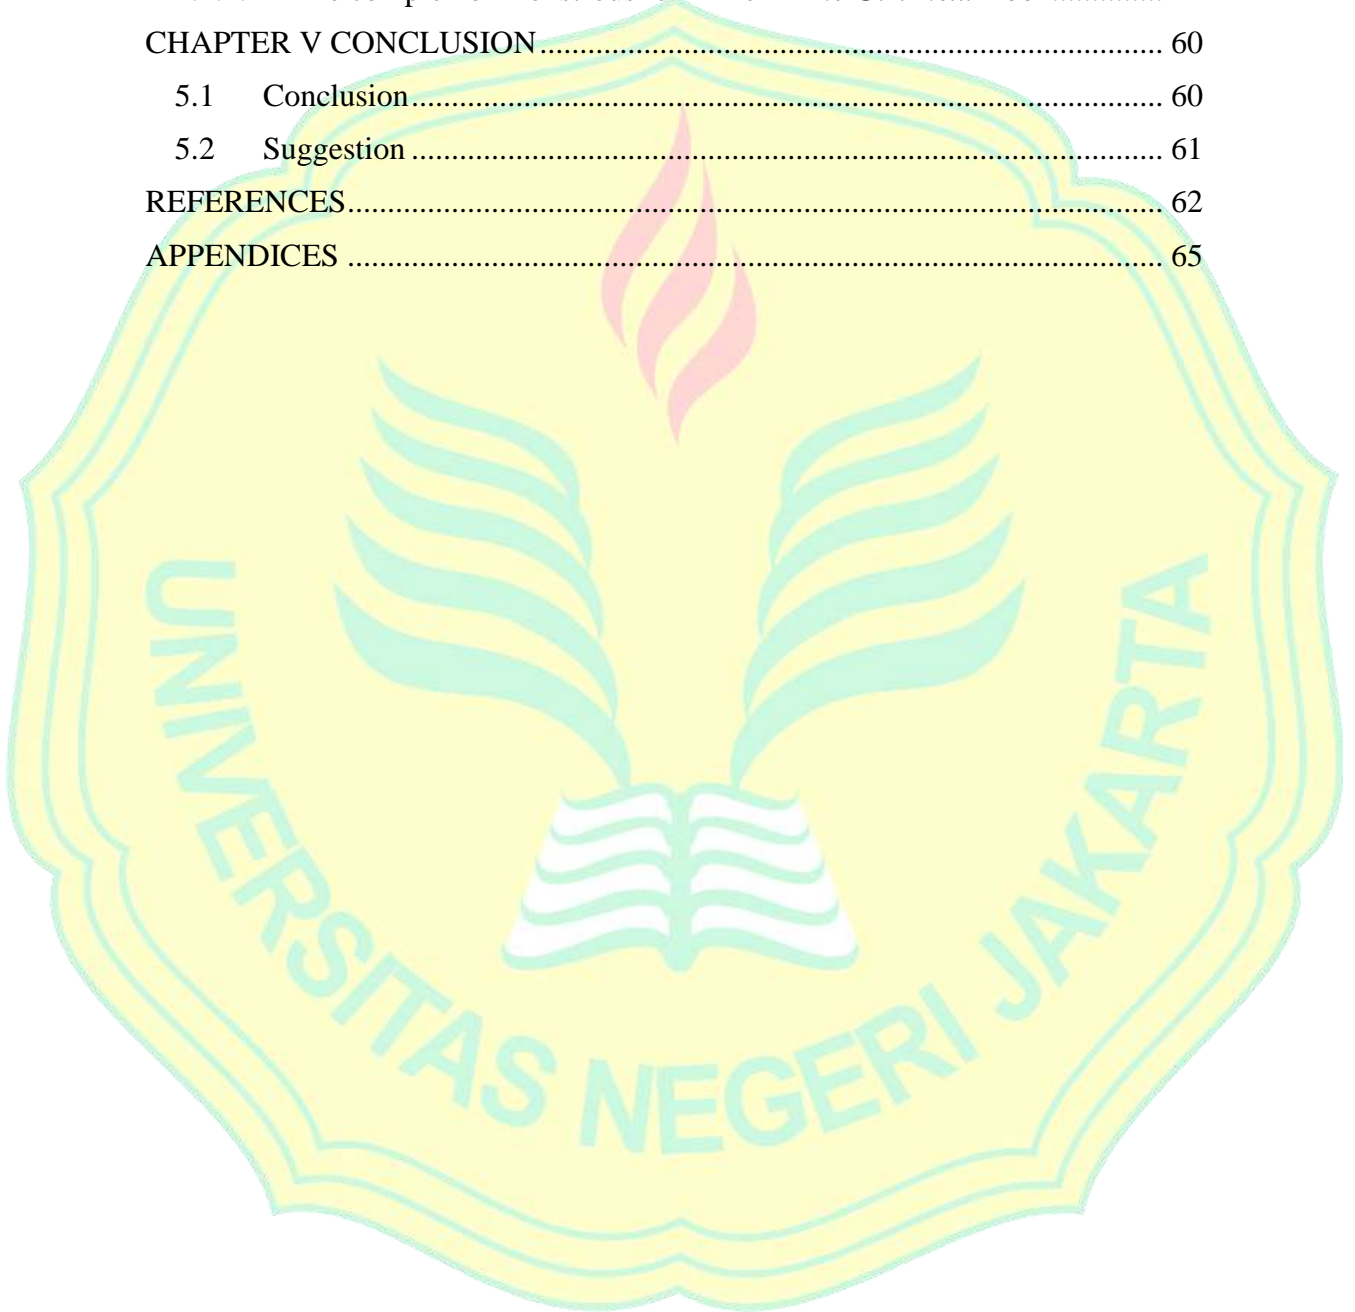 CHAPTER V CONCLUSION ........................................................................... 60
5.1 Conclusion ........................................................................................... 60
5.2 Suggestion ........................................................................................... 61
REFERENCES ................................................................................................... 62
APPENDICES ................................................................................................... 65
UNIVERSITAS NEGERI JAKARTA